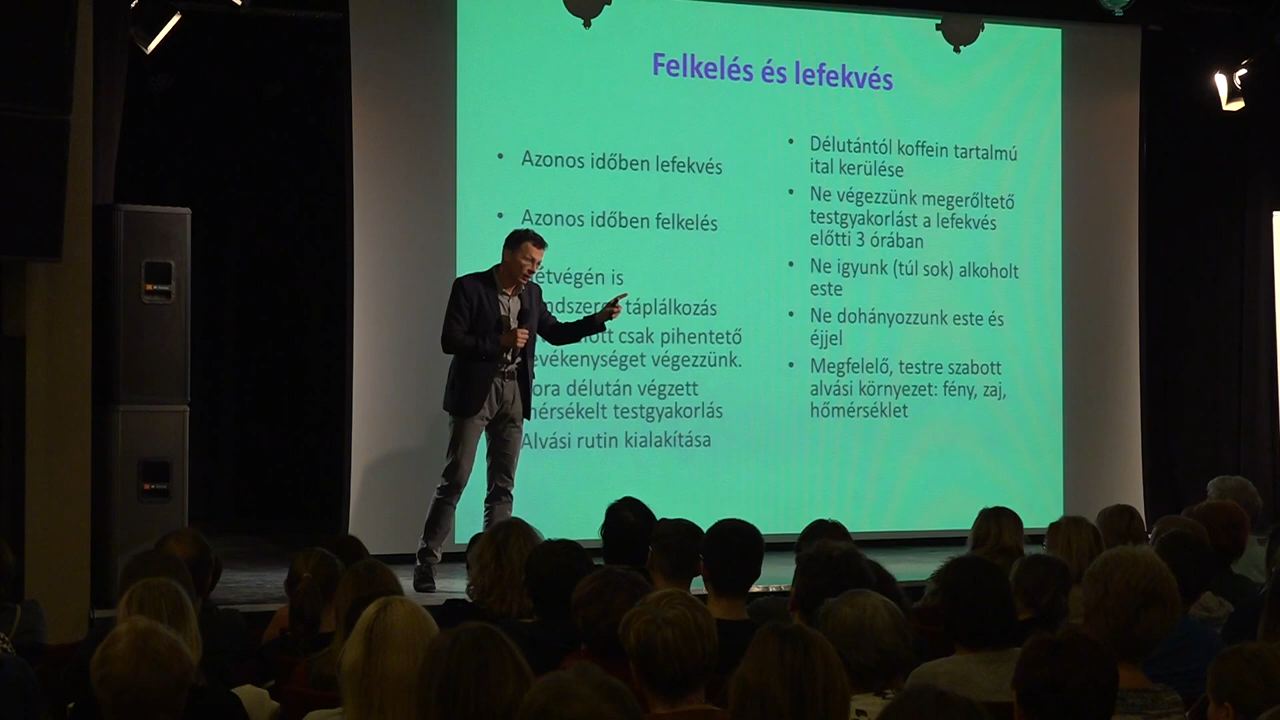 Felkelés és lefekvés
Azonos időben lefekvés
Azonos időben felkelés
is
táplálkozás
csak pihentető
végezzünk.
délután végzett
testgyakorlás
Alvási rutin kialakítása
Délutántól koffein tartalmú
ital kerülése
Ne végezzünk megerőltető
testgyakorlást a lefekvés
előtti 3 órában
Ne igyunk (túl sok) alkoholt
este
Ne dohányozzunk este és
éjjel
Megfelelő, testre szabott
alvási környezet: fény, zaj,
hőmérséklet